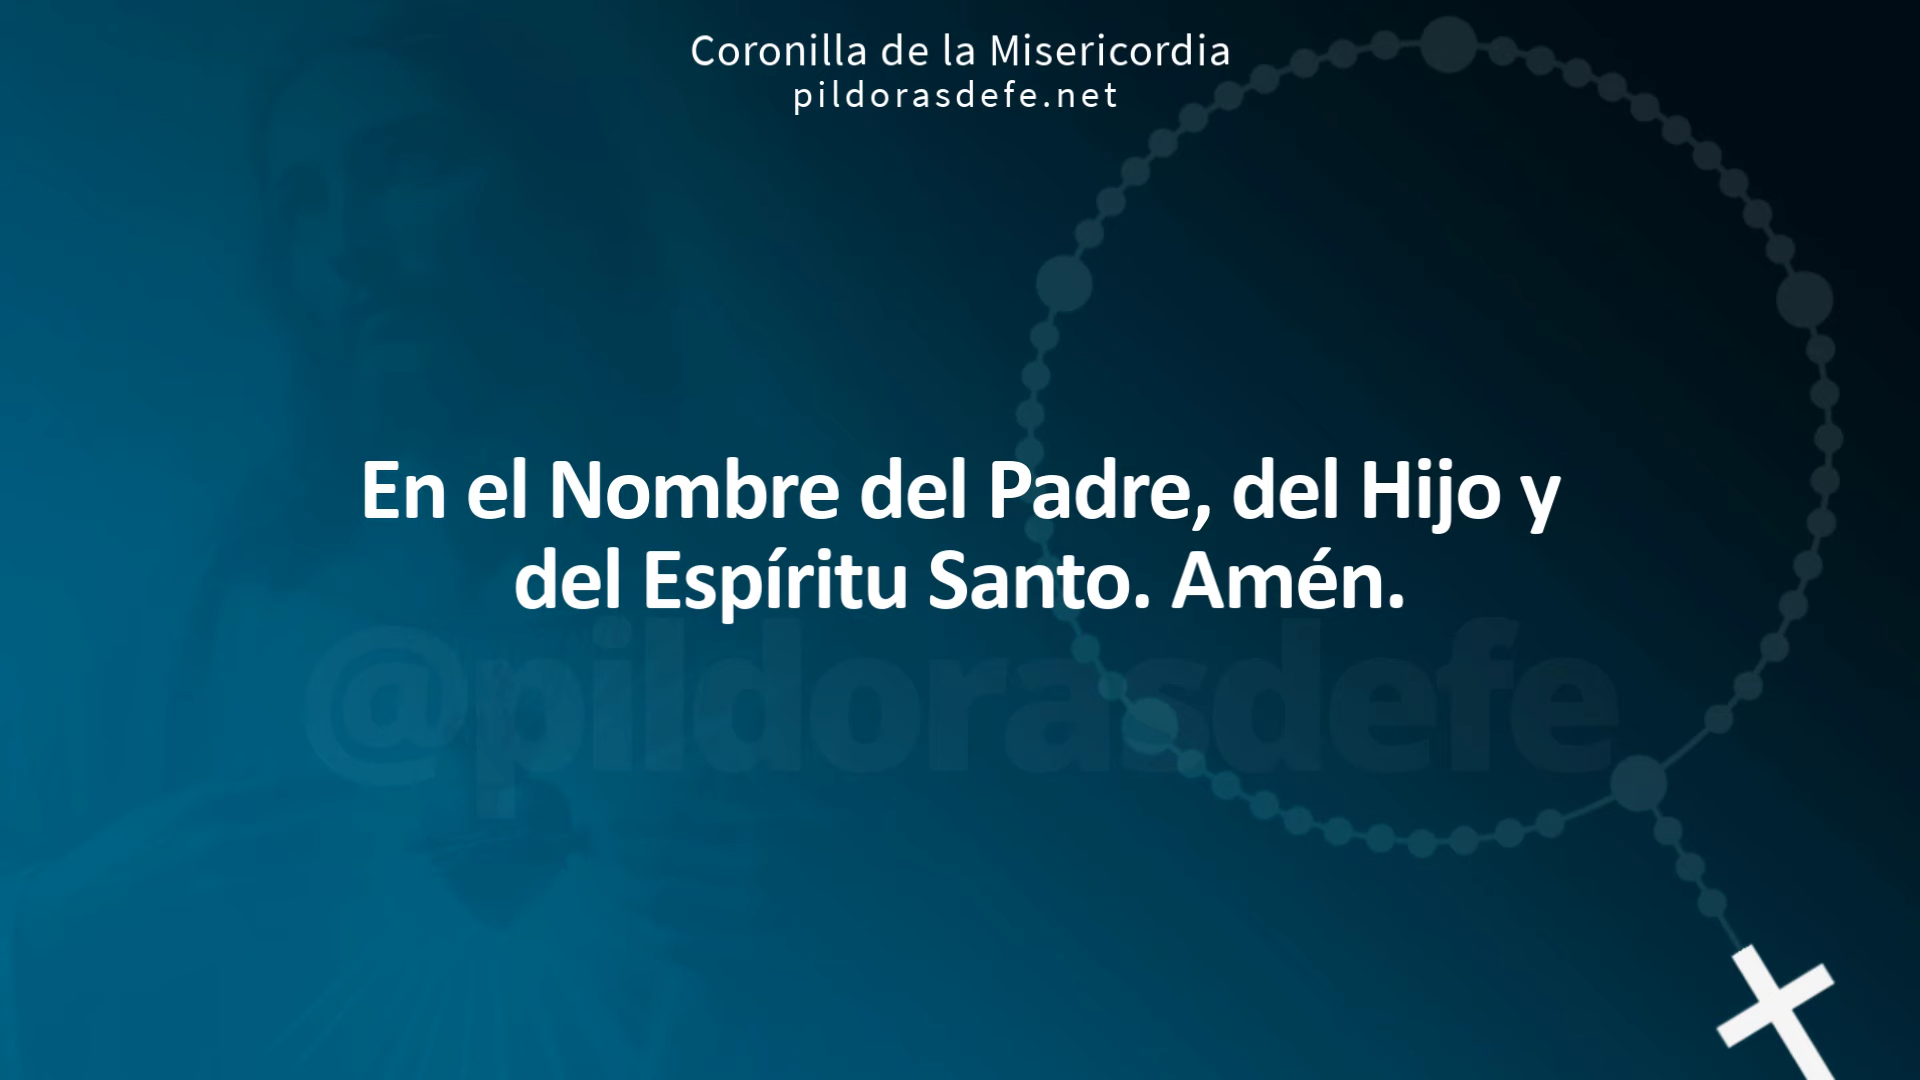 Coronilla de la Misericordia
pildorasdefe.net
En el Nombre del Padre, del Hijo y
del Espíritu Santo. Amén.
@pildorasdefe